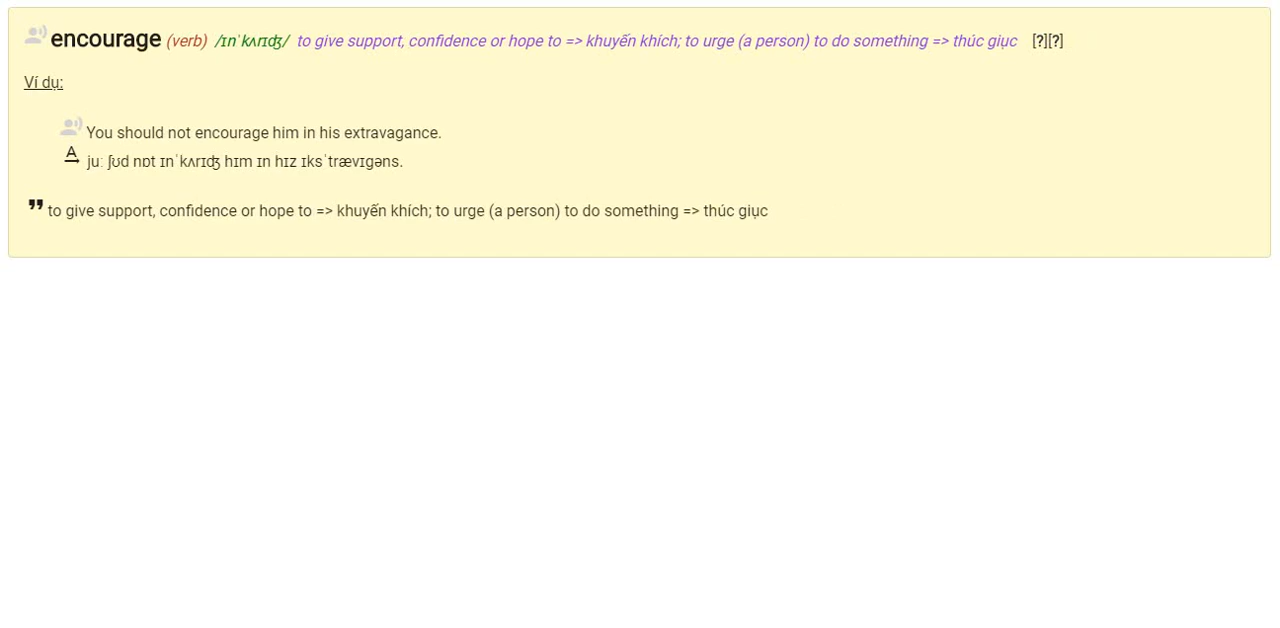 encourage (verb) /ɪnˈkʌrɪʤ/ to give support, confidence or hope to => khuyến khích; to urge (a person) to do something => thúc giục [?][?]
Ví dụ:
You should not encourage him in his extravagance.
juː ʃʊd nɒt ɪnˈkʌrɪʤ hɪm ɪn hɪz ɪksˈtrævɪgəns.
to give support, confidence or hope to => khuyến khích; to urge (a person) to do something => thúc giục